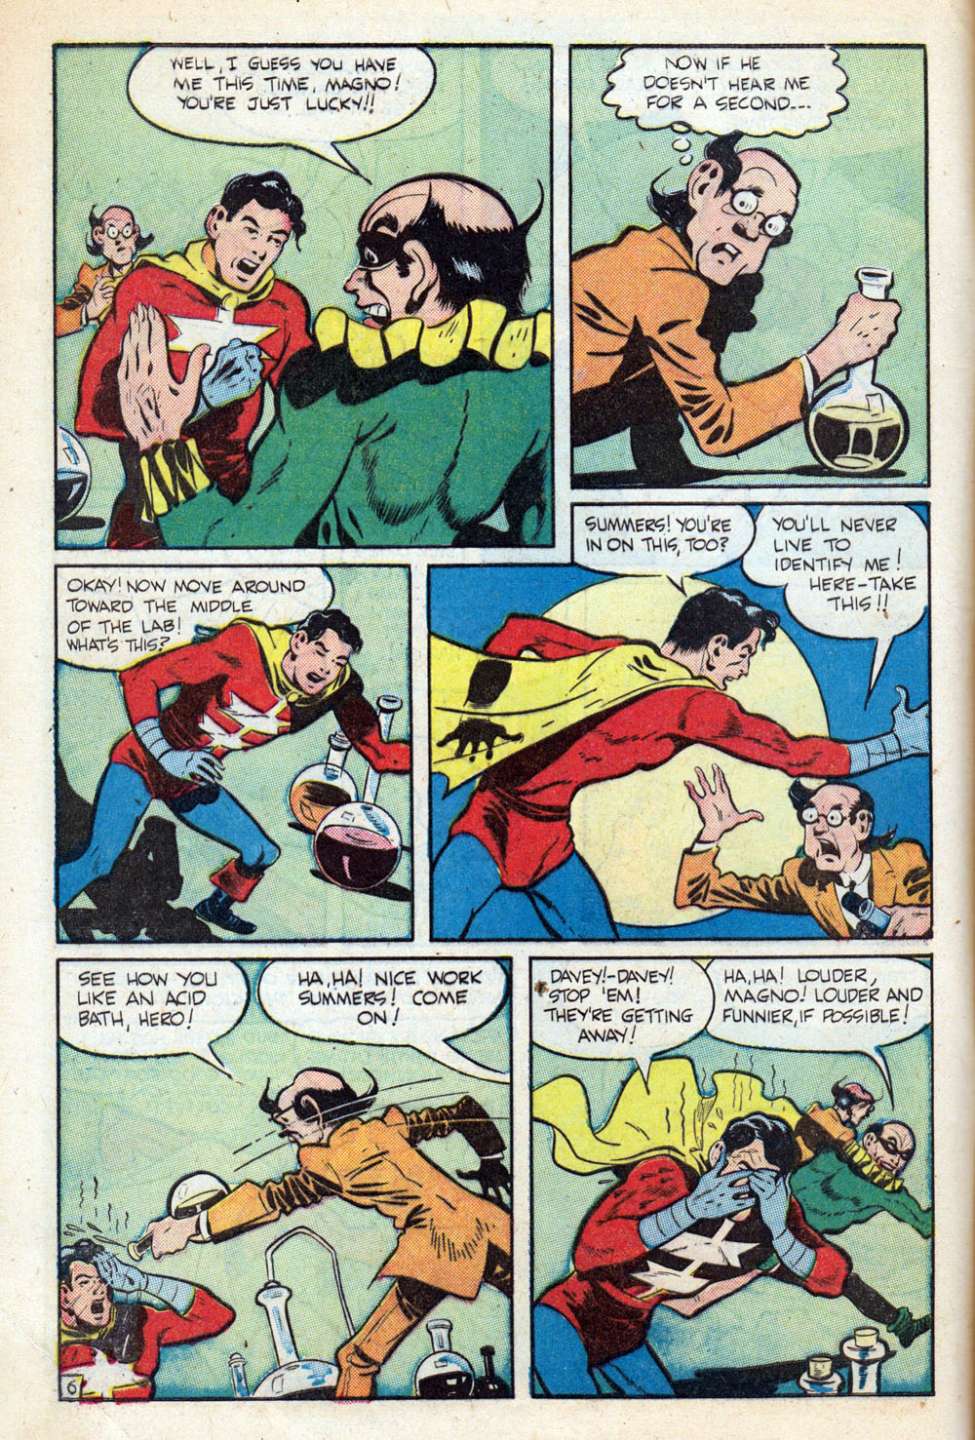 WELL, I GUESS YOU HAVE
ME THIS TIME, MAGNO!
YOU'RE JUST LUCKY!!
NOW IF HE
DOESN'T HEAR ME
FOR A SECOND---
OKAY! NOW MOVE AROUND
TOWARD THE MIDDLE
OF THE LAB!
WHAT'S THIS?
SUMMERS! YOU'RE
IN ON THIS, TOO?
YOU'LL NEVER
LIVE TO
IDENTIFY ME!
HERE-TAKE
THIS!!
SEE HOW YOU
LIKE AN ACID
BATH, HERO!
HA, HA! NICE WORK
SUMMERS! COME
ON!
DAVEY!-DAVEY!
STOP 'EM!
THEY'RE GETTING
AWAY!
HA, HA! LOUDER,
MAGNO! LOUDER AND
FUNNIER, IF POSSIBLE!
6